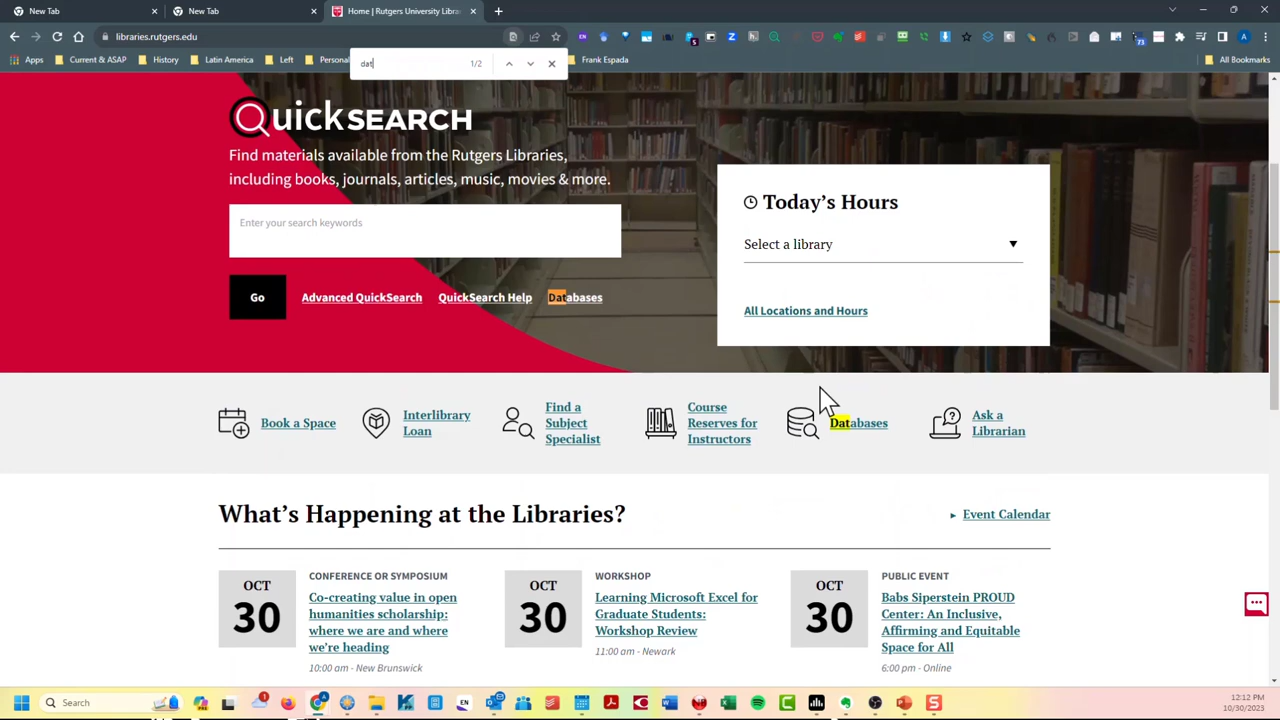 New Tab
New Tab
Home | Rutgers University Libra
libraries.rutgers.edu
dat
1/2
Apps
Current & ASAP
History
Latin America
Left
Personal
Frank Espada
All Bookmarks
QuickSEARCH
Find materials available from the Rutgers Libraries,
including books, journals, articles, music, movies & more.
Enter your search keywords
Go
Advanced QuickSearch
QuickSearch Help
Databases
Today's Hours
Select a library
All Locations and Hours
Book a Space
Interlibrary
Loan
Find a
Subject
Specialist
Course
Reserves for
Instructors
Databases
Ask a
Librarian
What's Happening at the Libraries?
Event Calendar
OCT
30
CONFERENCE OR SYMPOSIUM
Co-creating value in open
humanities scholarship:
where we are and where
we're heading
10:00 am - New Brunswick
OCT
30
WORKSHOP
Learning Microsoft Excel for
Graduate Students:
Workshop Review
11:00 am - Newark
OCT
30
PUBLIC EVENT
Babs Siperstein PROUD
Center: An Inclusive,
Affirming and Equitable
Space for All
6:00 pm - Online
Search
EN
12:12 PM
10/30/2023